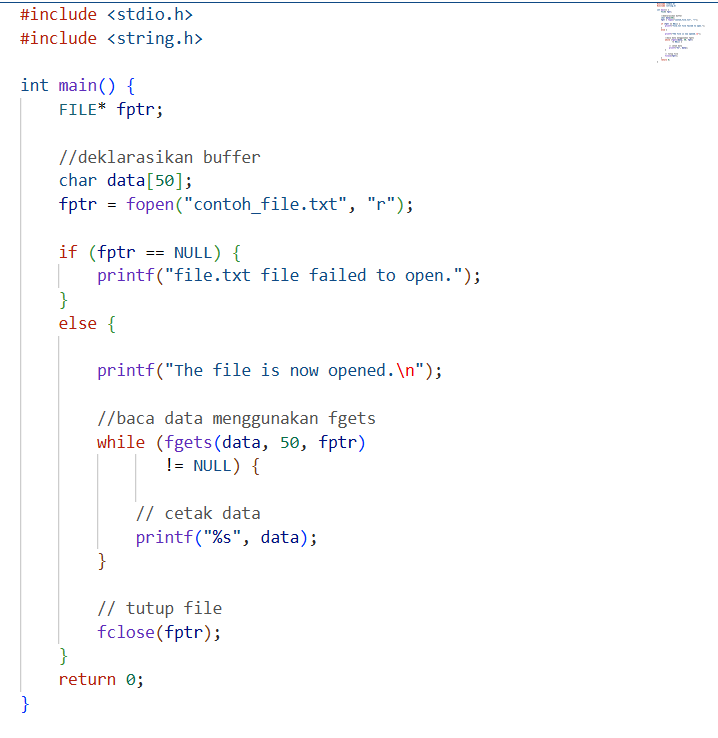 #include <stdio.h>
#include <string.h>
int main() {
FILE* fptr;
//deklarasikan buffer
char data[50];
fptr = fopen("contoh_file.txt", "r");
if (fptr == NULL) {
printf("file.txt file failed to open.");
}
else {
printf("The file is now opened.\n");
//baca data menggunakan fgets
while (fgets(data, 50, fptr)
!= NULL) {
// cetak data
printf("%s", data);
}
// tutup file
fclose(fptr);
}
return 0;
}